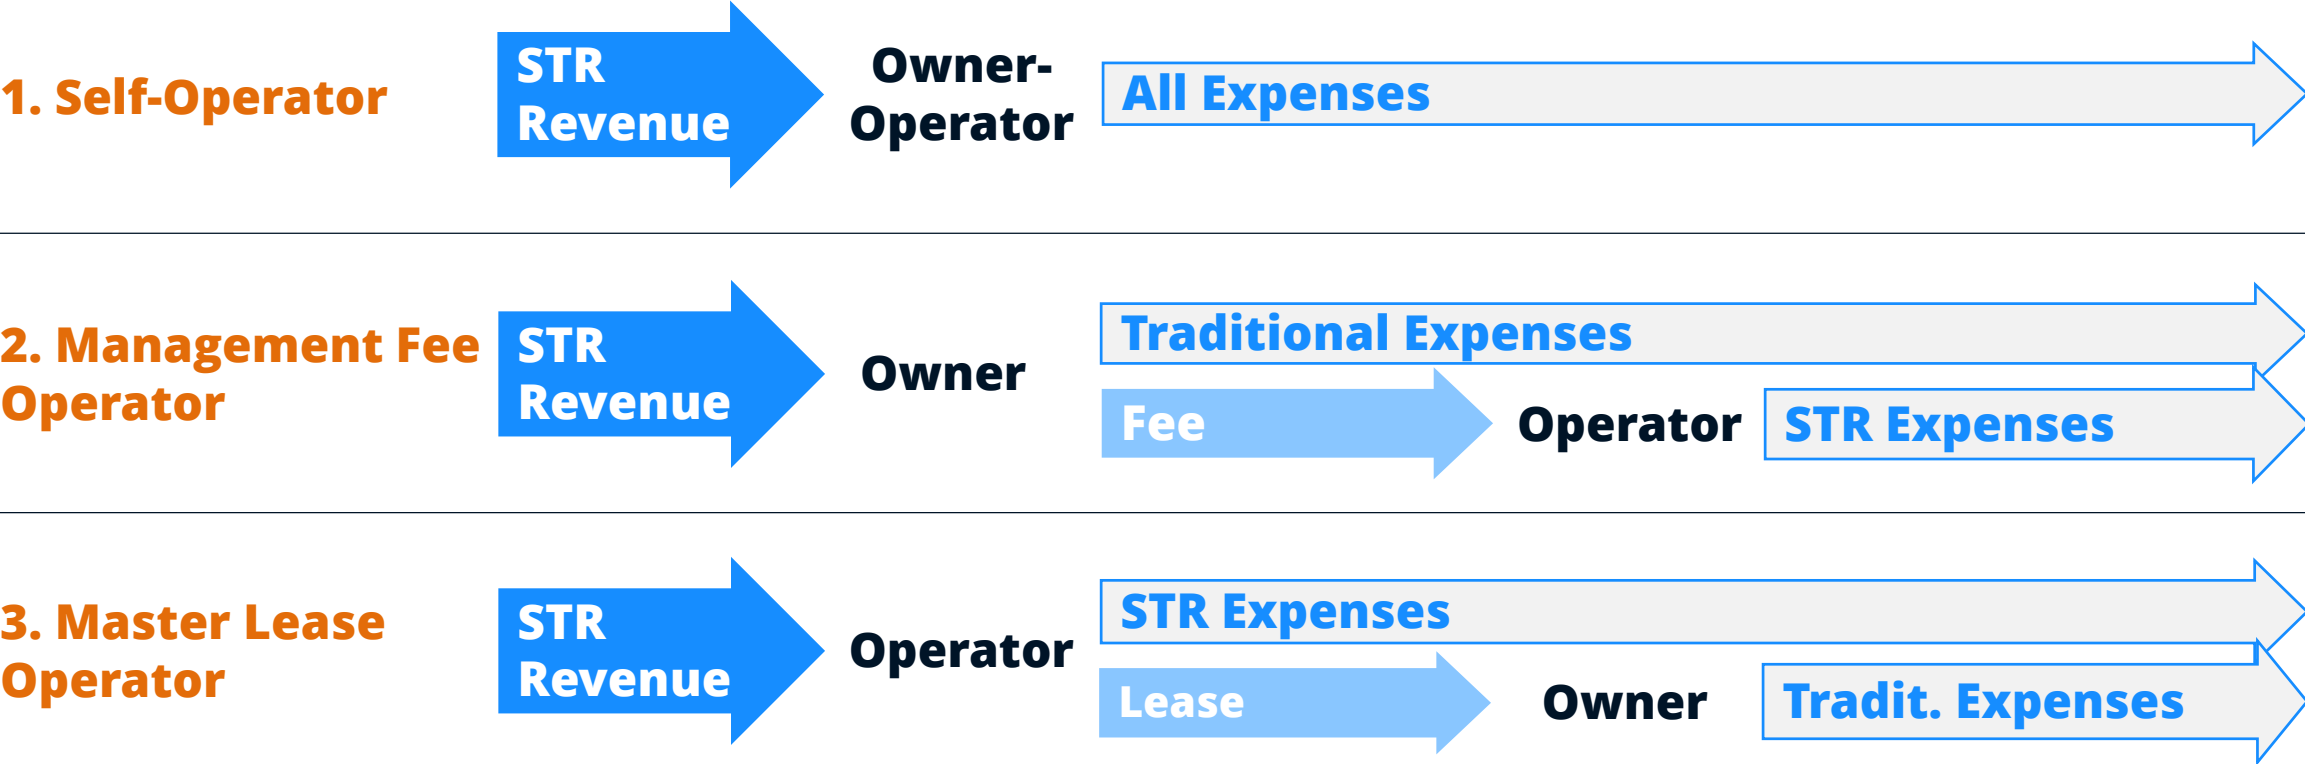 1. Self-Operator
STR
Revenue
Owner-
Operator
All Expenses
2. Management Fee
Operator
STR
Revenue
Owner
Traditional Expenses
Fee
Operator
STR Expenses
3. Master Lease
Operator
STR
Revenue
Operator
STR Expenses
Lease
Owner
Tradit. Expenses